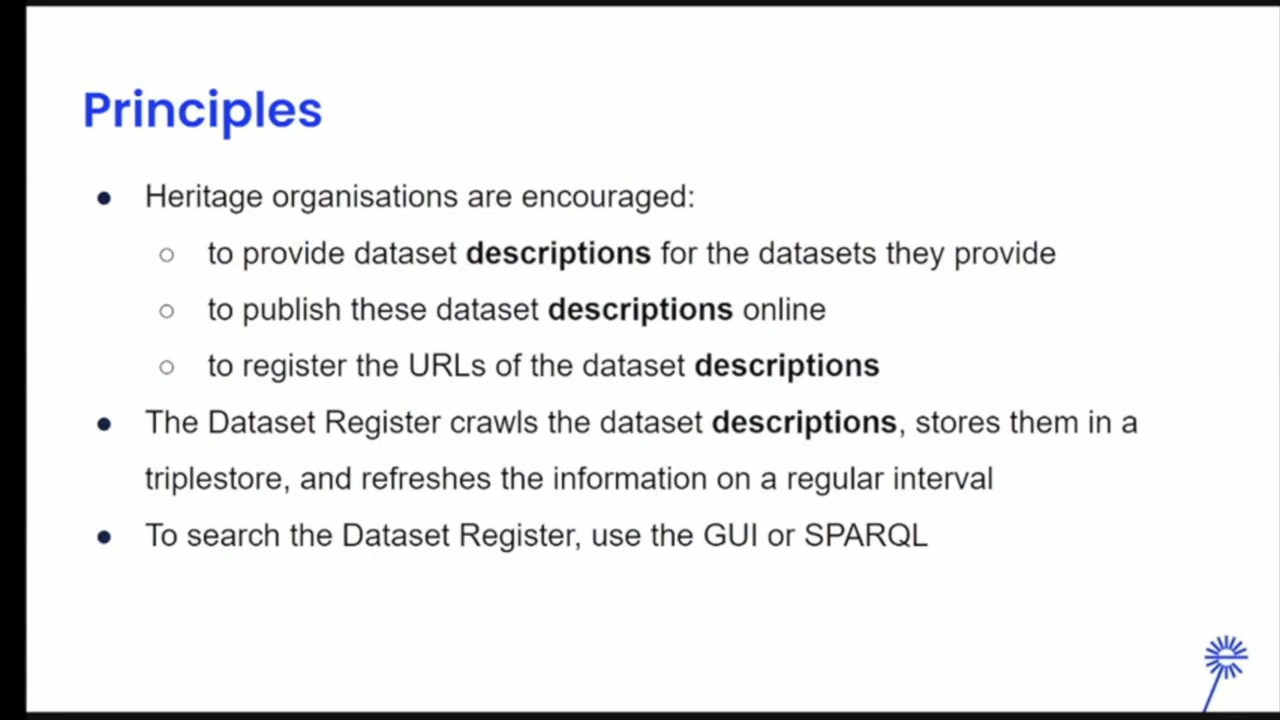 Principles
● Heritage organisations are encouraged:
○ to provide dataset descriptions for the datasets they provide
○ to publish these dataset descriptions online
○ to register the URLs of the dataset descriptions
● The Dataset Register crawls the dataset descriptions, stores them in a
triplestore, and refreshes the information on a regular interval
● To search the Dataset Register, use the GUI or SPARQL